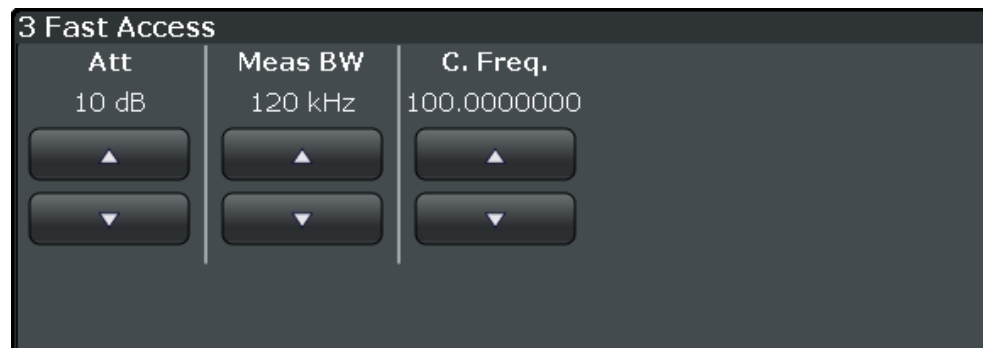 3 Fast Access
Att Meas BW C. Freq.
10 dB 120 kHz 100.0000000